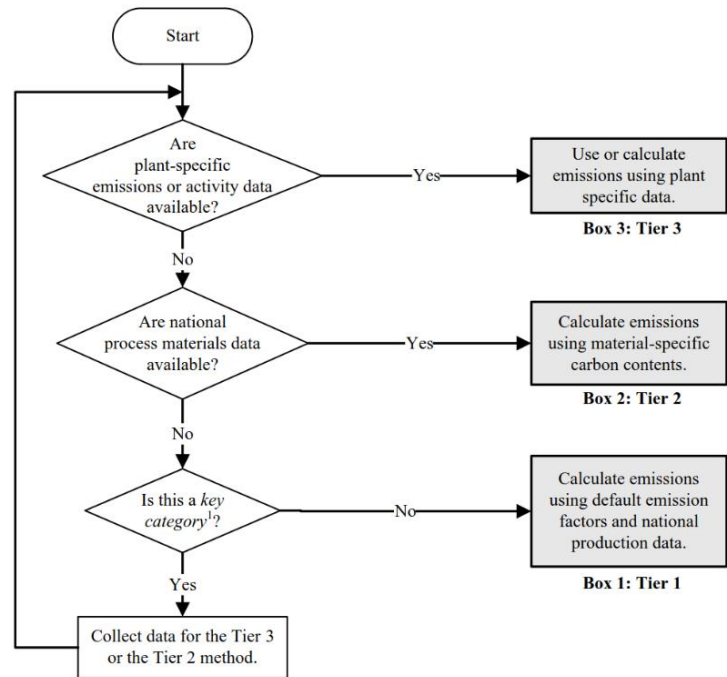 Start
Are
plant-specific
emissions or activity data
available?
Yes
Use or calculate
emissions using plant
specific data.
Box 3: Tier 3
No
Are national
process materials data
available?
Yes
Calculate emissions
using material-specific
carbon contents.
Box 2: Tier 2
No
Is this a key
category¹?
No
Calculate emissions
using default emission
factors and national
production data.
Box 1: Tier 1
Yes
Collect data for the Tier 3
or the Tier 2 method.